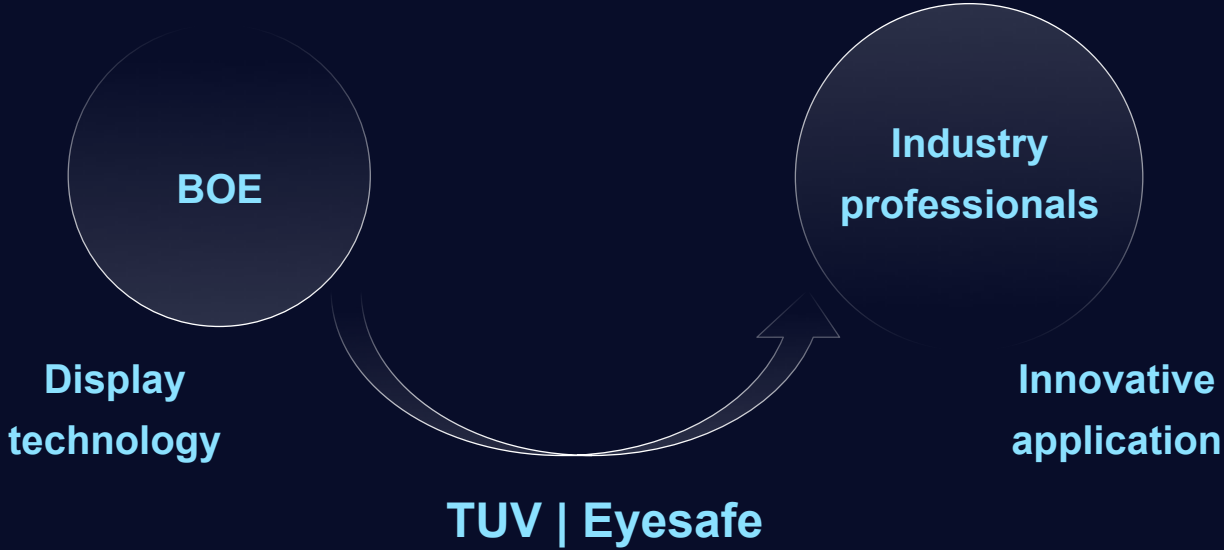 BOE
Industry
professionals
Display
technology
Innovative
application
TUV | Eyesafe